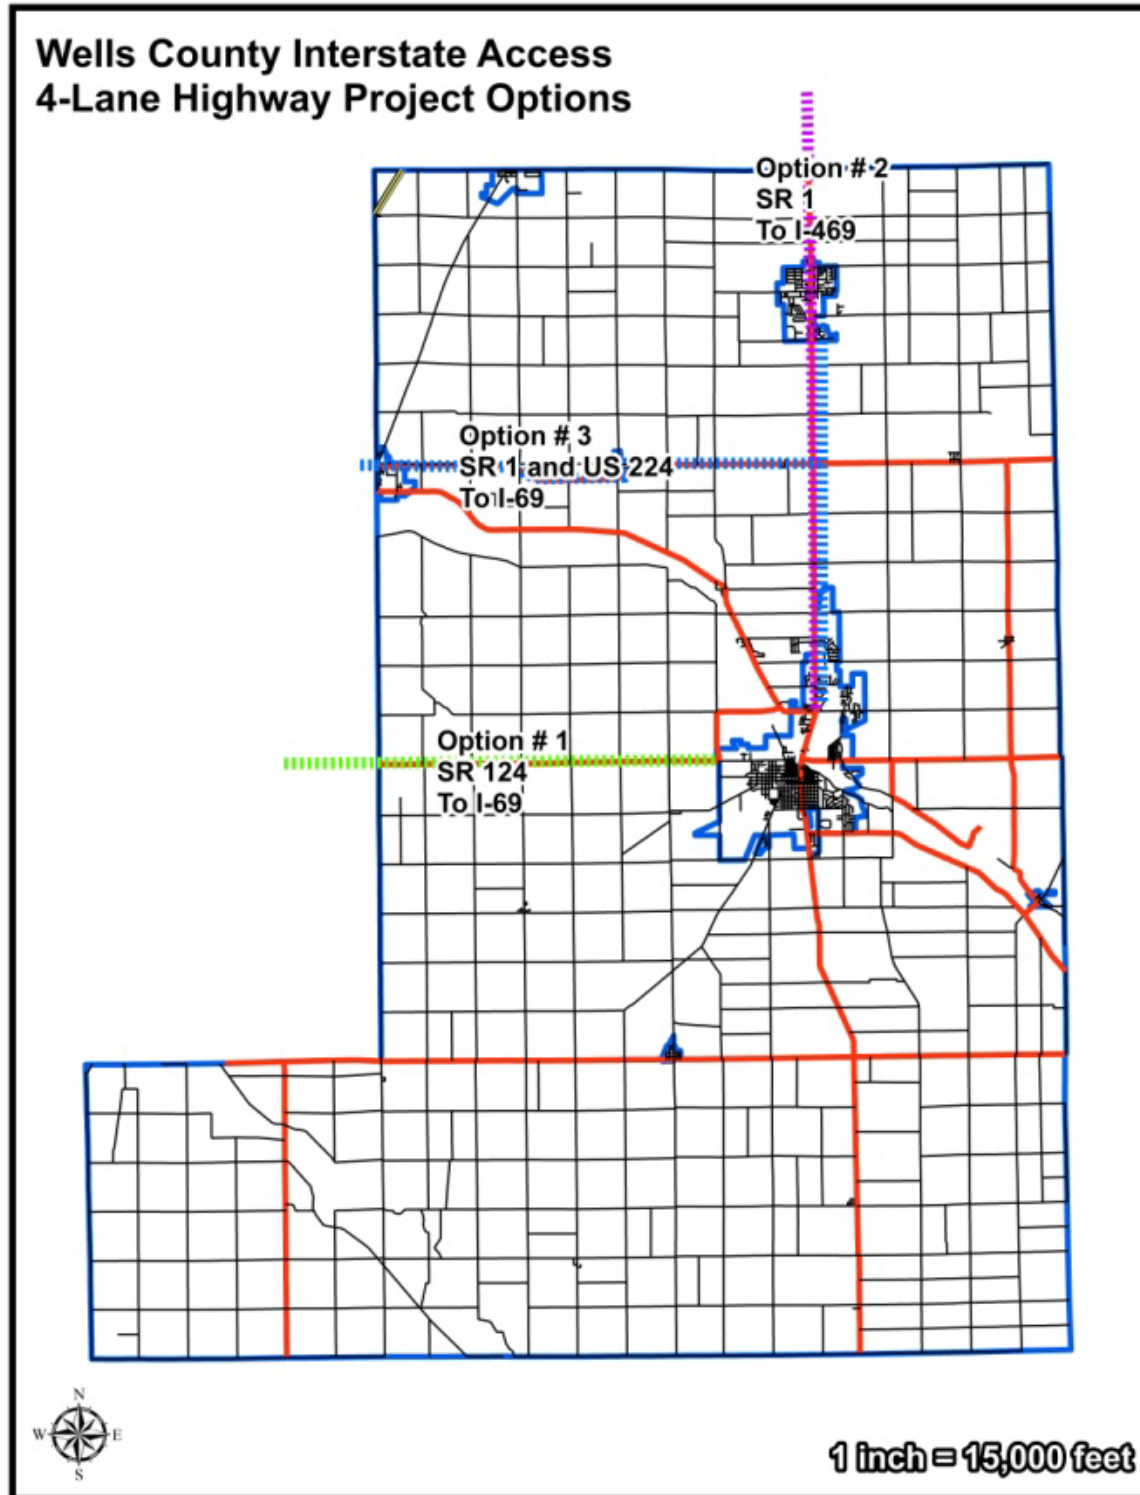 Wells County Interstate Access
4-Lane Highway Project Options
Option # 2
SR 1
To I-469
Option # 3
SR 1 and US 224
To I-69
Option # 1
SR 124
To I-69
N
W E
S
1 inch = 15,000 feet